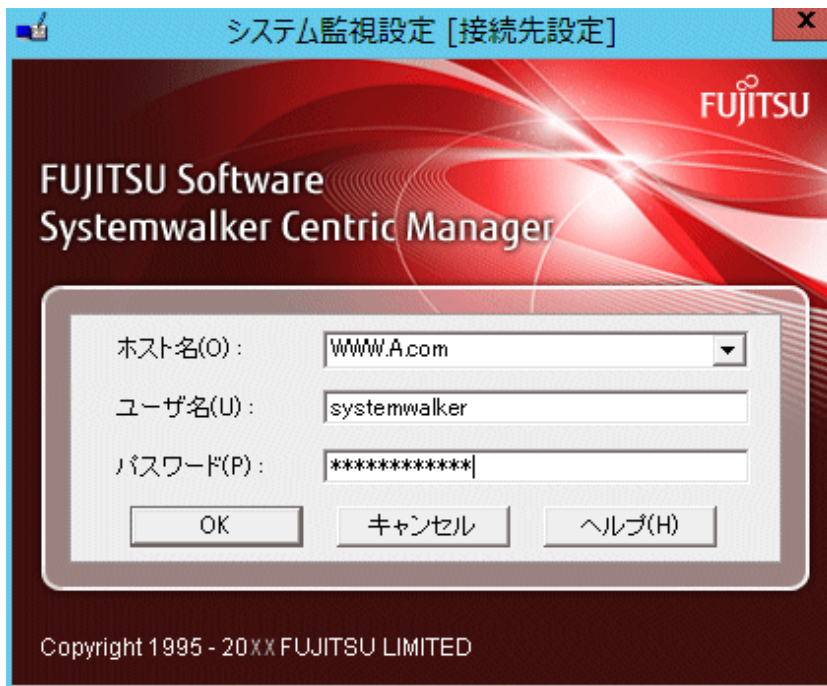 システム監視設定 [接続先設定]
x
FUJITSU
FUJITSU Software
Systemwalker Centric Manager
ホスト名(O) : WWW.A.com
ユーザ名(U) : systemwalker
パスワード(P) : ************
OK キャンセル ヘルプ(H)
Copyright 1995 - 20XX FUJITSU LIMITED